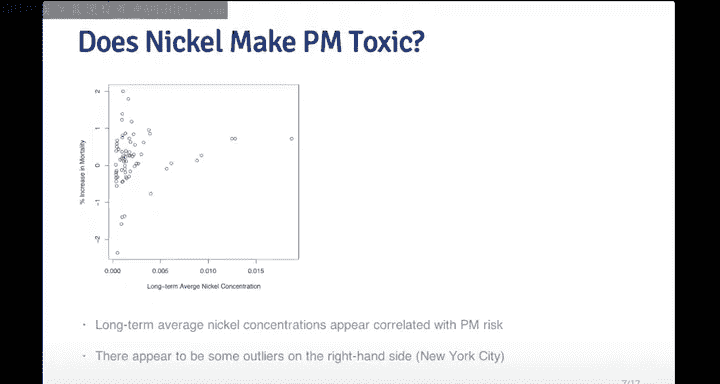 Does Nickel Make PM Toxic?
2
1
0
-1
-2
% Increase in Mortality
0.000 0.005 0.010 0.015
Long-term Averge Nickel Concentration
· Long-term average nickel concentrations appear correlated with PM risk
· There appear to be some outliers on the right-hand side (New York City)
7/17